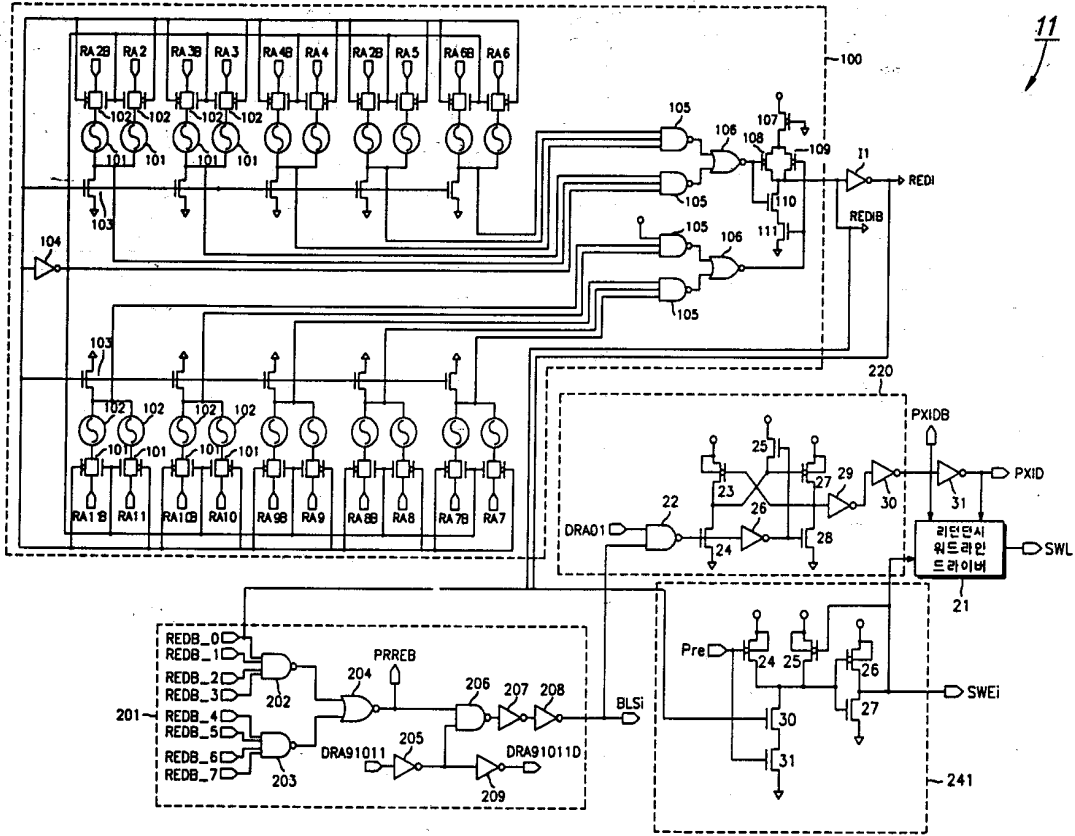 11
RA2B RA2 RA3B RA3 RA4B RA4 RA2B RA5 RA6B RA6
100
102 102 102 102
101 101 101 101
103
104
105
105
105
105
106
106
107
108
109
110
111
I1
REDI
REDIB
103
102 102 102 102
101 101 101 101
RA11B RA11 RA10B RA10 RA9B RA9 RA8B RA8 RA7B RA7
220
PXIDB
DRA01
22
23
24
25
26
27
28
29
30
31
PXID
리던던시
워드라인
드라이버
21
SWL
201
REDB_0
REDB_1
REDB_2
REDB_3
REDB_4
REDB_5
REDB_6
REDB_7
202
203
204
PRREB
206
207
208
BLSi
DRA91011
205
209
DRA91011D
Pre
24
25
26
27
30
31
SWEi
241